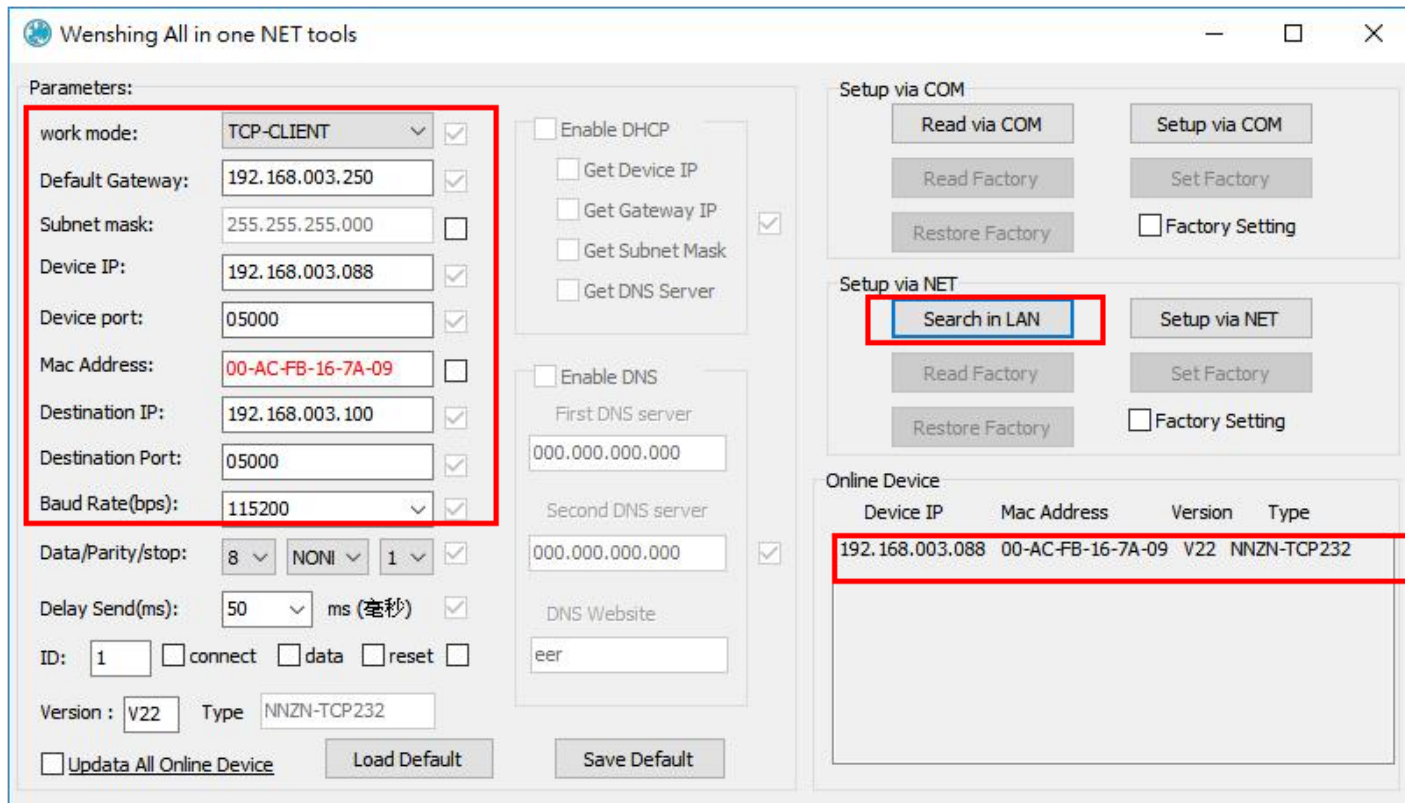 Wenshing All in one NET tools
Parameters:
work mode: TCP-CLIENT
Default Gateway: 192.168.003.250
Subnet mask: 255.255.255.000
Device IP: 192.168.003.088
Device port: 05000
Mac Address: 00-AC-FB-16-7A-09
Destination IP: 192.168.003.100
Destination Port: 05000
Baud Rate(bps): 115200
Data/Parity/stop: 8 NONI 1
Delay Send(ms): 50 ms (毫秒)
ID: 1 connect data reset
Version : V22 Type NNZN-TCP232
Updata All Online Device Load Default Save Default
Enable DHCP
Get Device IP
Get Gateway IP
Get Subnet Mask
Get DNS Server
Enable DNS
First DNS server
000.000.000.000
Second DNS server
000.000.000.000
DNS Website
eer
Setup via COM
Read via COM Setup via COM
Read Factory Set Factory
Restore Factory Factory Setting
Setup via NET
Search in LAN Setup via NET
Read Factory Set Factory
Restore Factory Factory Setting
Online Device
Device IP Mac Address Version Type
192.168.003.088 00-AC-FB-16-7A-09 V22 NNZN-TCP232